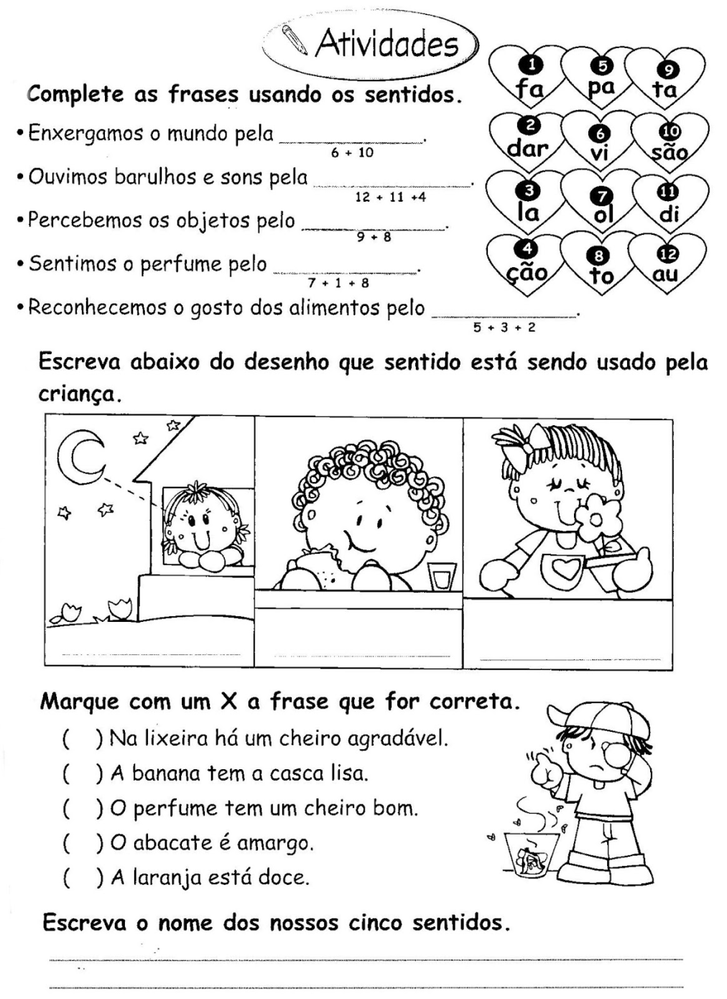 Atividades
Complete as frases usando os sentidos.
• Enxergamos o mundo pela ____________.
6 + 10
• Ouvimos barulhos e sons pela ____________.
12 + 11 +4
• Percebemos os objetos pelo ____________.
9 + 8
• Sentimos o perfume pelo ____________.
7 + 1 + 8
• Reconhecemos o gosto dos alimentos pelo ____________.
5 + 3 + 2
1 5 9
fa pa ta
2 6 10
dar vi são
3 7 11
la ol di
4 8 12
ção to au
Escreva abaixo do desenho que sentido está sendo usado pela
criança.
Marque com um X a frase que for correta.
( ) Na lixeira há um cheiro agradável.
( ) A banana tem a casca lisa.
( ) O perfume tem um cheiro bom.
( ) O abacate é amargo.
( ) A laranja está doce.
Escreva o nome dos nossos cinco sentidos.